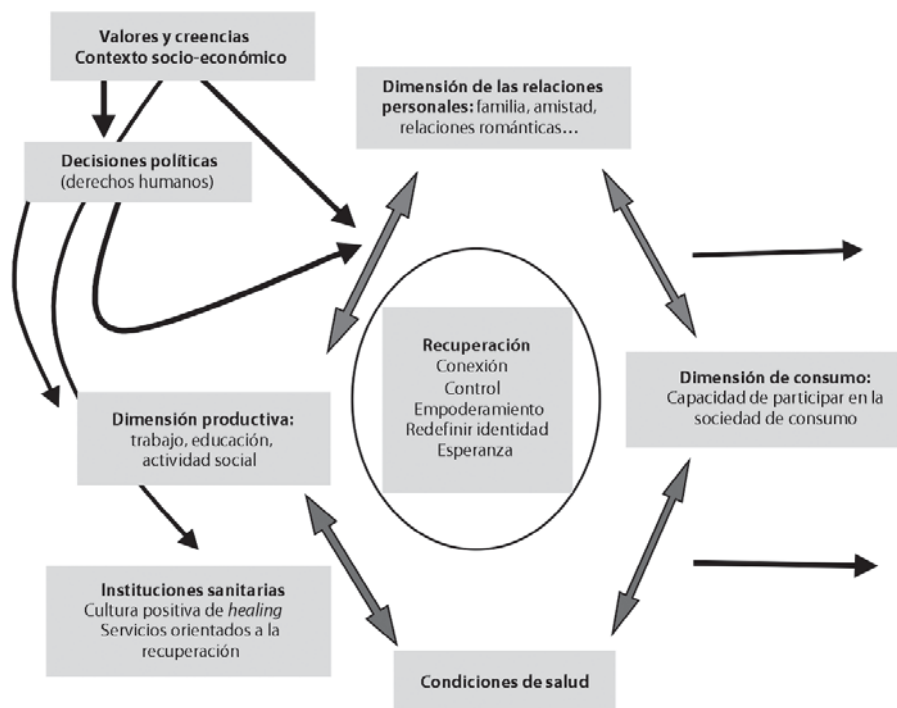 Valores y creencias
Contexto socio-económico
Dimensión de las relaciones
personales: familia, amistad,
relaciones románticas…
Decisiones políticas
(derechos humanos)
Recuperación
Conexión
Control
Empoderamiento
Redefinir identidad
Esperanza
Dimensión de consumo:
Capacidad de participar en la
sociedad de consumo
Dimensión productiva:
trabajo, educación,
actividad social
Instituciones sanitarias
Cultura positiva de healing
Servicios orientados a la
recuperación
Condiciones de salud